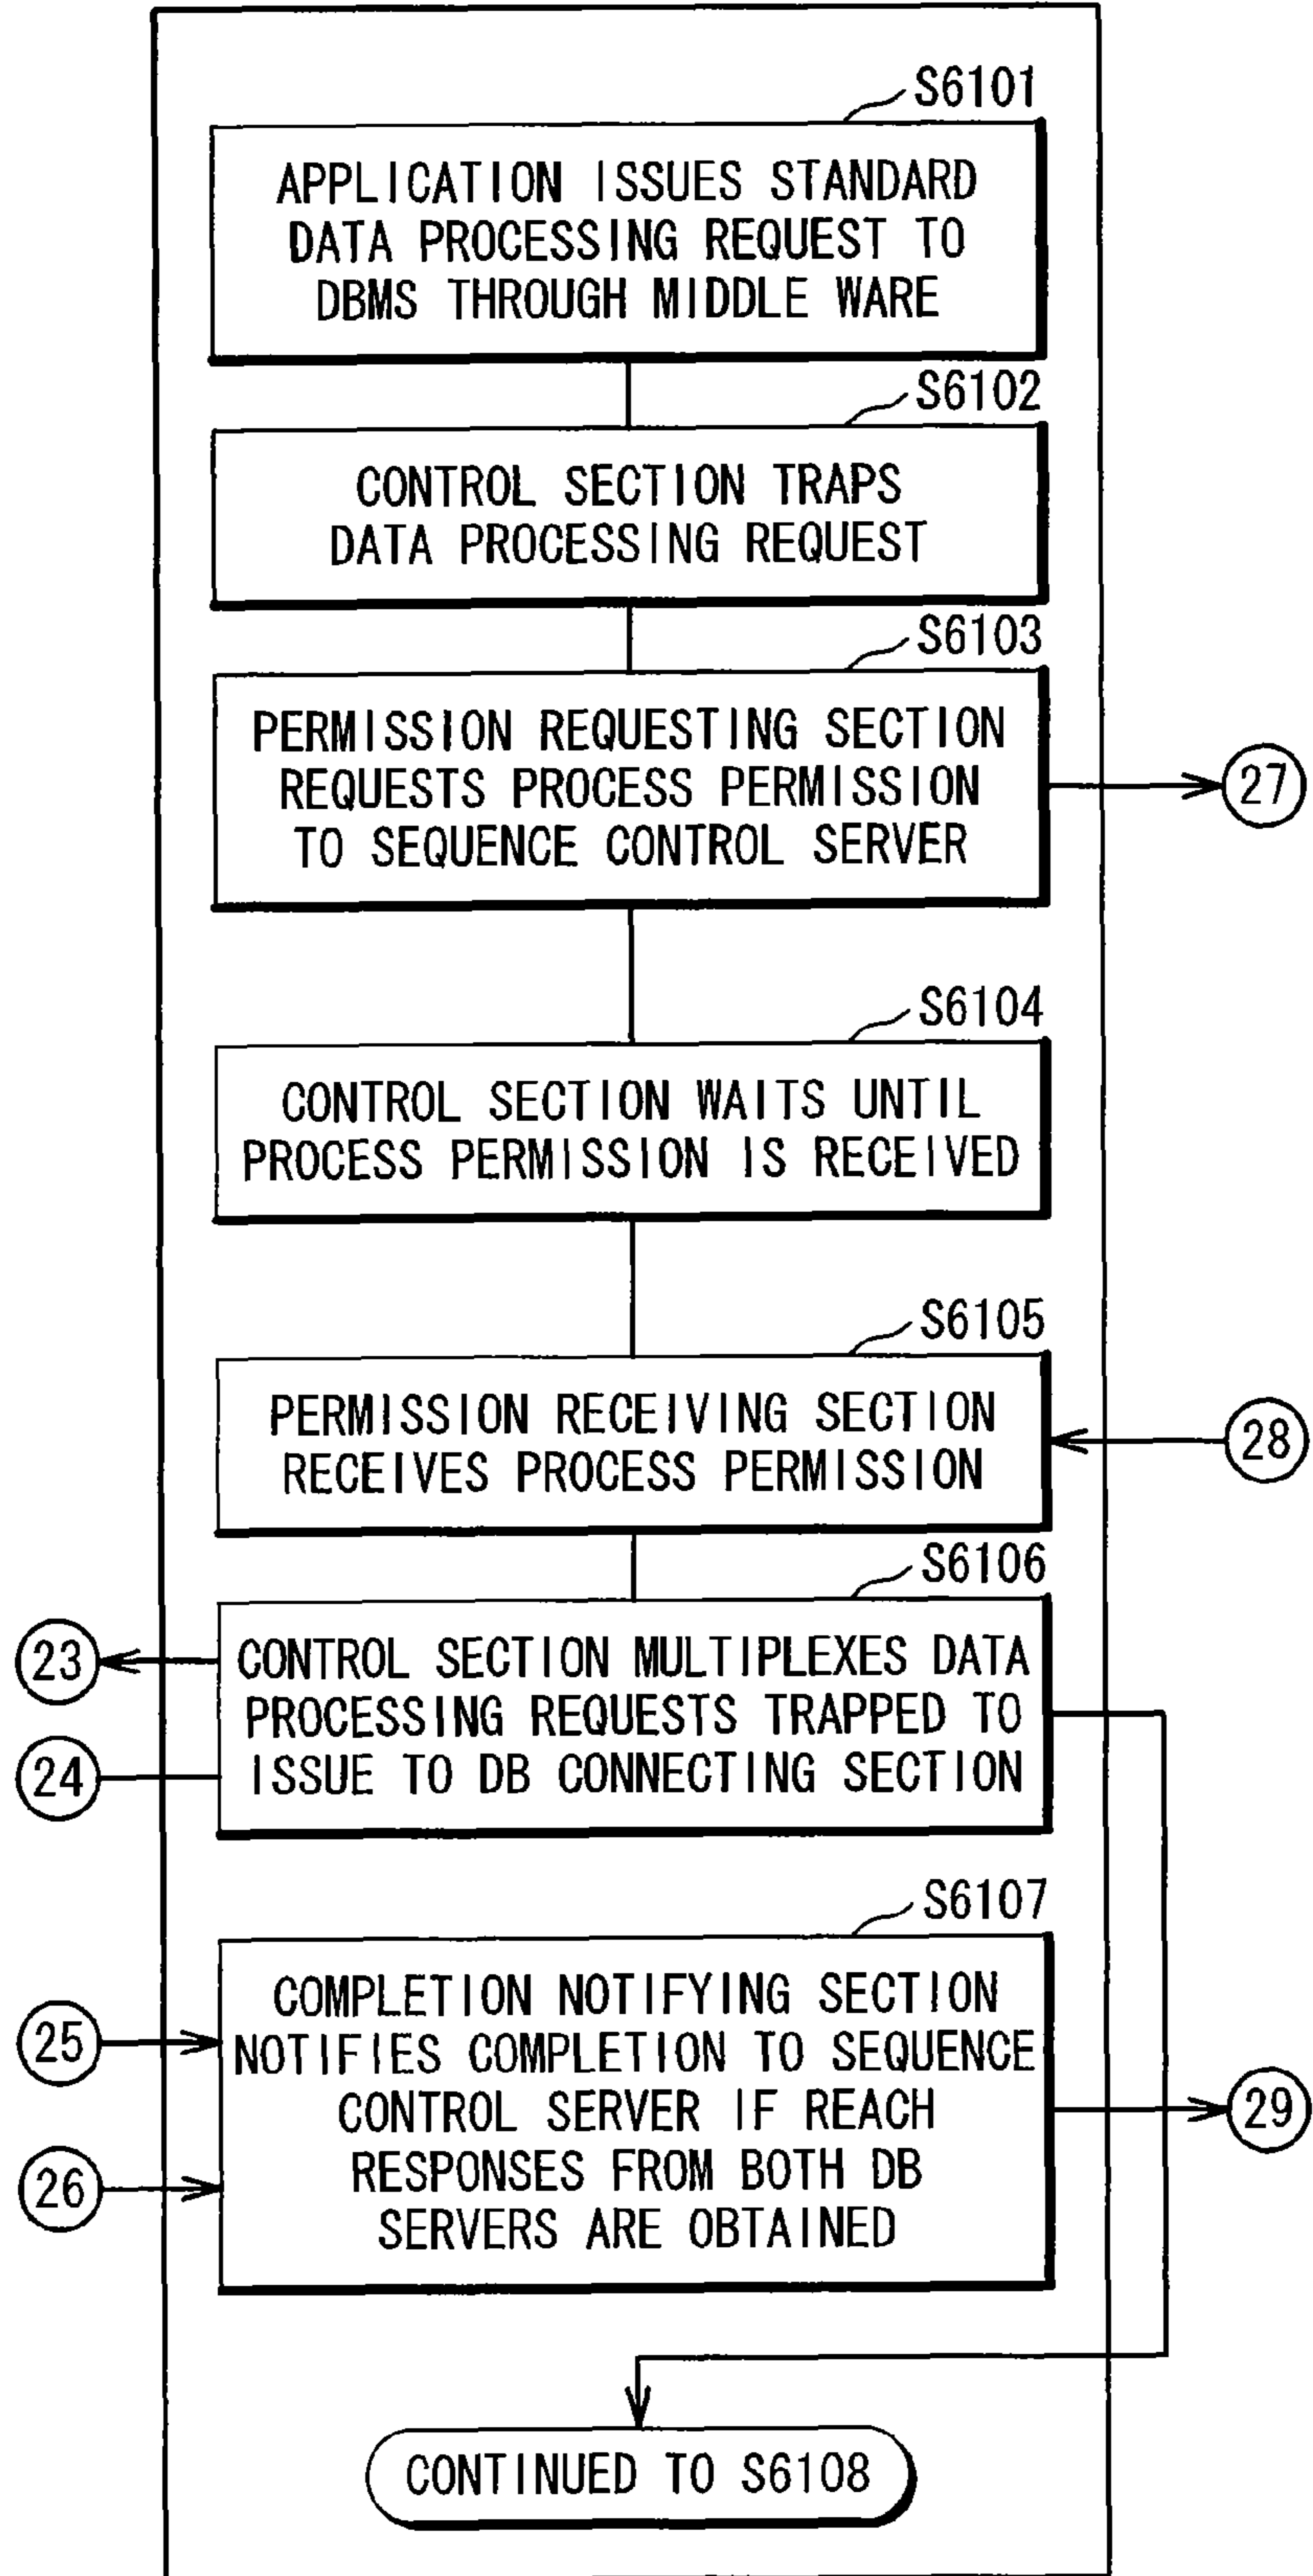 S6101
APPLICATION ISSUES STANDARD
DATA PROCESSING REQUEST TO
DBMS THROUGH MIDDLE WARE
S6102
CONTROL SECTION TRAPS
DATA PROCESSING REQUEST
S6103
PERMISSION REQUESTING SECTION
REQUESTS PROCESS PERMISSION
TO SEQUENCE CONTROL SERVER
27
S6104
CONTROL SECTION WAITS UNTIL
PROCESS PERMISSION IS RECEIVED
S6105
PERMISSION RECEIVING SECTION
RECEIVES PROCESS PERMISSION
28
S6106
23
CONTROL SECTION MULTIPLEXES DATA
PROCESSING REQUESTS TRAPPED TO
ISSUE TO DB CONNECTING SECTION
24
S6107
COMPLETION NOTIFYING SECTION
NOTIFIES COMPLETION TO SEQUENCE
CONTROL SERVER IF REACH
RESPONSES FROM BOTH DB
SERVERS ARE OBTAINED
25
26
29
CONTINUED TO S6108